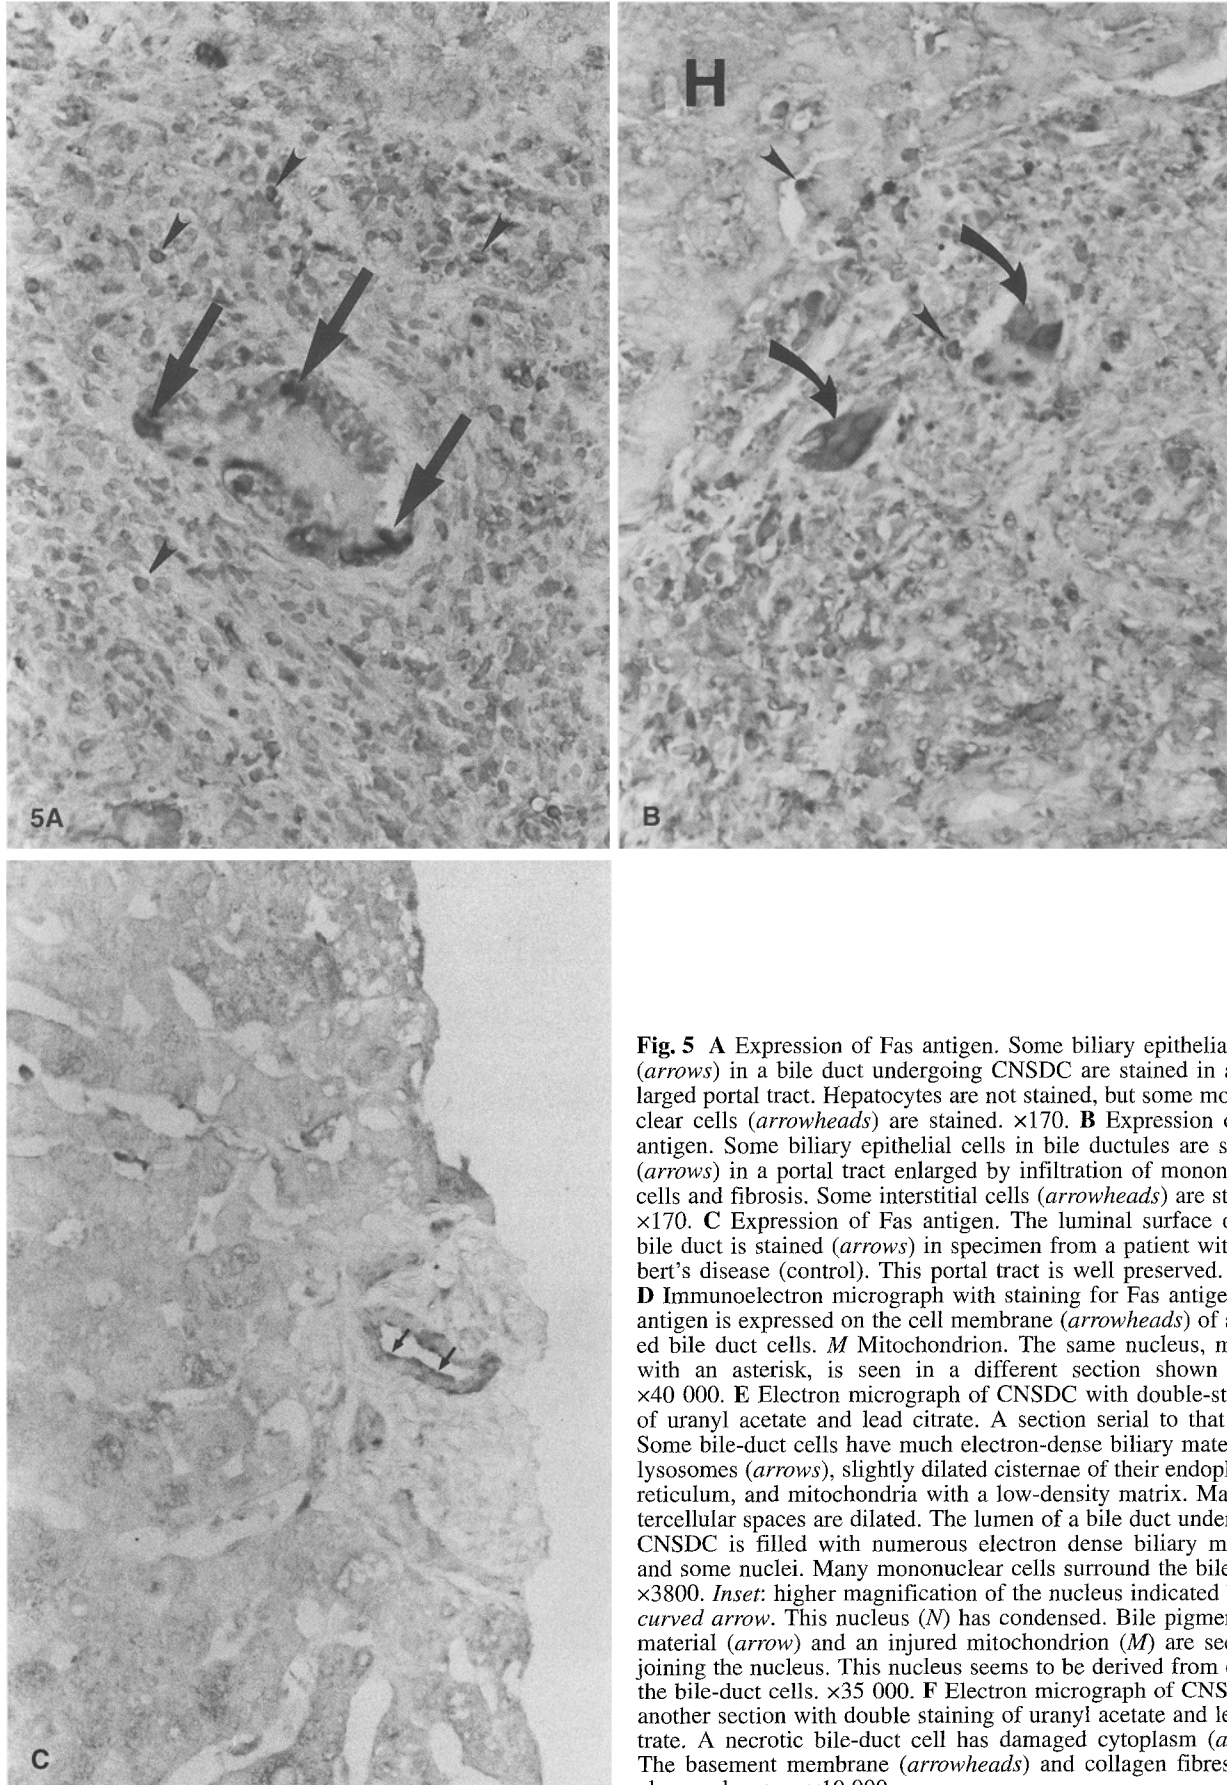 H
5A
B
C
Fig. 5 A Expression of Fas antigen. Some biliary epithelia
(arrows) in a bile duct undergoing CNSDC are stained in
larged portal tract. Hepatocytes are not stained, but some mo
clear cells (arrowheads) are stained. ×170. B Expression
antigen. Some biliary epithelial cells in bile ductules are s
(arrows) in a portal tract enlarged by infiltration of monon
cells and fibrosis. Some interstitial cells (arrowheads) are st
×170. C Expression of Fas antigen. The luminal surface
bile duct is stained (arrows) in specimen from a patient wit
bert's disease (control). This portal tract is well preserved.
D Immunoelectron micrograph with staining for Fas antige
antigen is expressed on the cell membrane (arrowheads) of
ed bile duct cells. M Mitochondrion. The same nucleus, m
with an asterisk, is seen in a different section shown
×40 000. E Electron micrograph of CNSDC with double-st
of uranyl acetate and lead citrate. A section serial to that
Some bile-duct cells have much electron-dense biliary mate
lysosomes (arrows), slightly dilated cisternae of their endopl
reticulum, and mitochondria with a low-density matrix. Ma
tercellular spaces are dilated. The lumen of a bile duct unde
CNSDC is filled with numerous electron dense biliary m
and some nuclei. Many mononuclear cells surround the bile
×3800. Inset: higher magnification of the nucleus indicated
curved arrow. This nucleus (N) has condensed. Bile pigme
material (arrow) and an injured mitochondrion (M) are se
joining the nucleus. This nucleus seems to be derived from
the bile-duct cells. ×35 000. F Electron micrograph of CNS
another section with double staining of uranyl acetate and le
trate. A necrotic bile-duct cell has damaged cytoplasm (a
The basement membrane (arrowheads) and collagen fibres